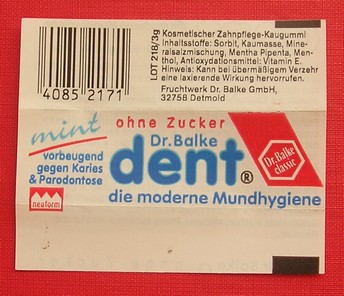 Kosmetischer Zahnpflege-Kaugummi
Inhaltsstoffe: Sorbit, Kaumasse, Mine-
ralsalzmischung, Mentha Pipenta, Men-
thol, Antioxydationsmittel: Vitamin E.
Hinweis: Kann bei übermäßigem Verzehr
eine laxierende Wirkung hervorrufen.
Fruchtwerk Dr. Balke GmbH,
32758 Detmold
LOT 218/3g
4085 2171
mint
ohne Zucker
Dr. Balke
dent®
vorbeugend
gegen Karies
& Parodontose
die moderne Mundhygiene
Dr. Balke
classic
neuform